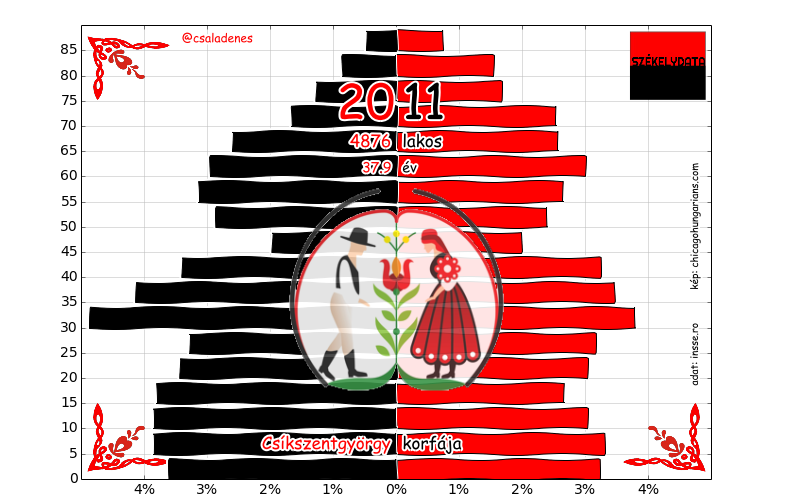 @csaladenes
SZÉKELYDATA
2011
4876 lakos
37.9 év
kép: chicagohungarians.com
adat: insse.ro
Csíkszentgyörgy korfája
85
80
75
70
65
60
55
50
45
40
35
30
25
20
15
10
5
0
4% 3% 2% 1% 0% 1% 2% 3% 4%